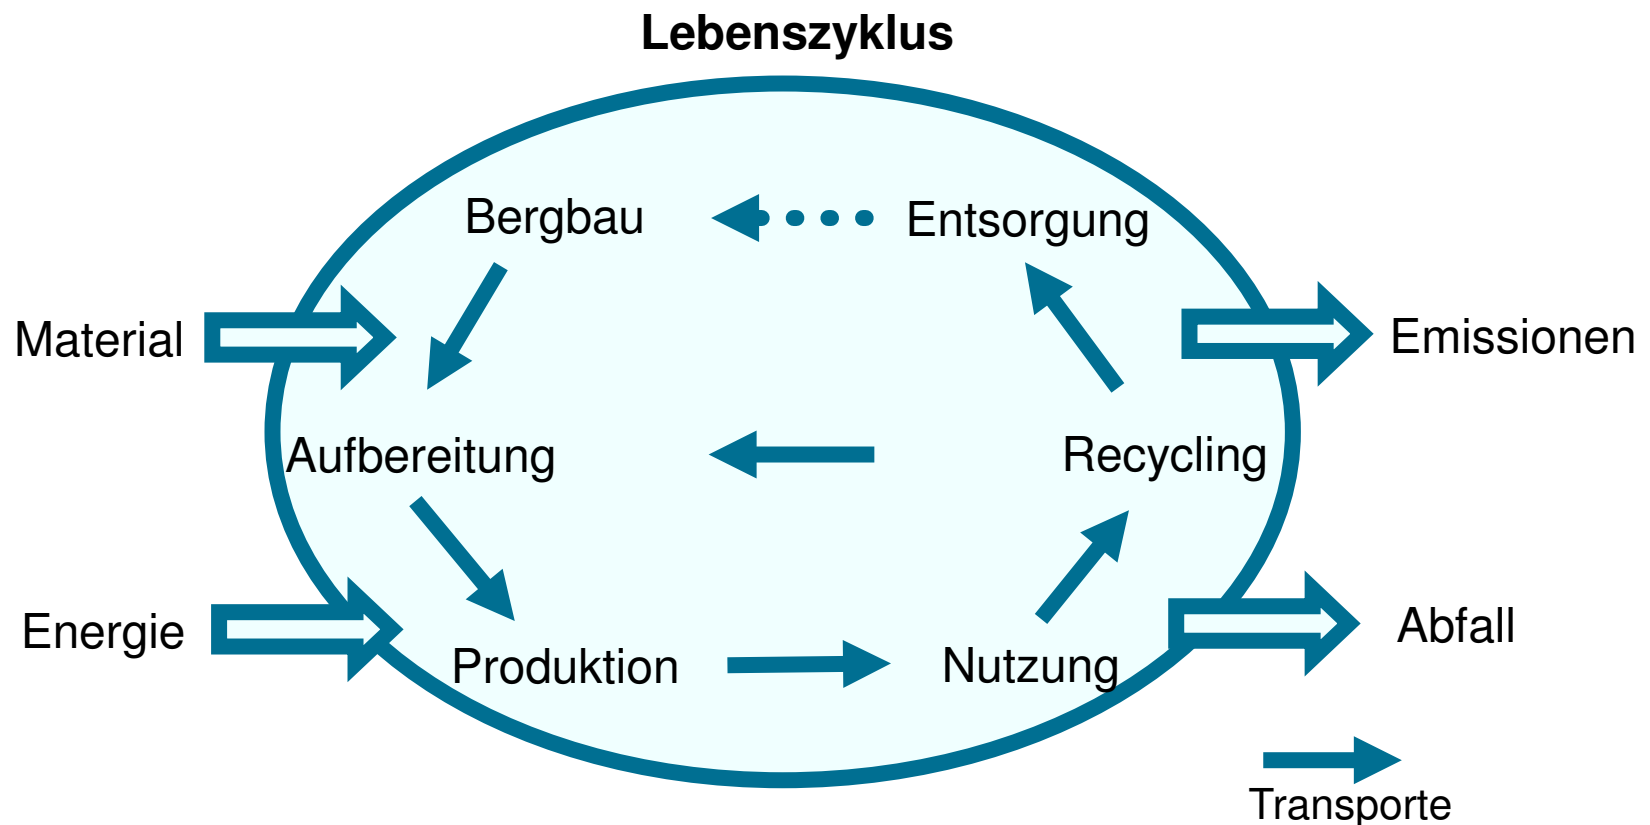 Lebenszyklus
Bergbau
Entsorgung
Material
Emissionen
Aufbereitung
Recycling
Energie
Abfall
Produktion
Nutzung
Transporte